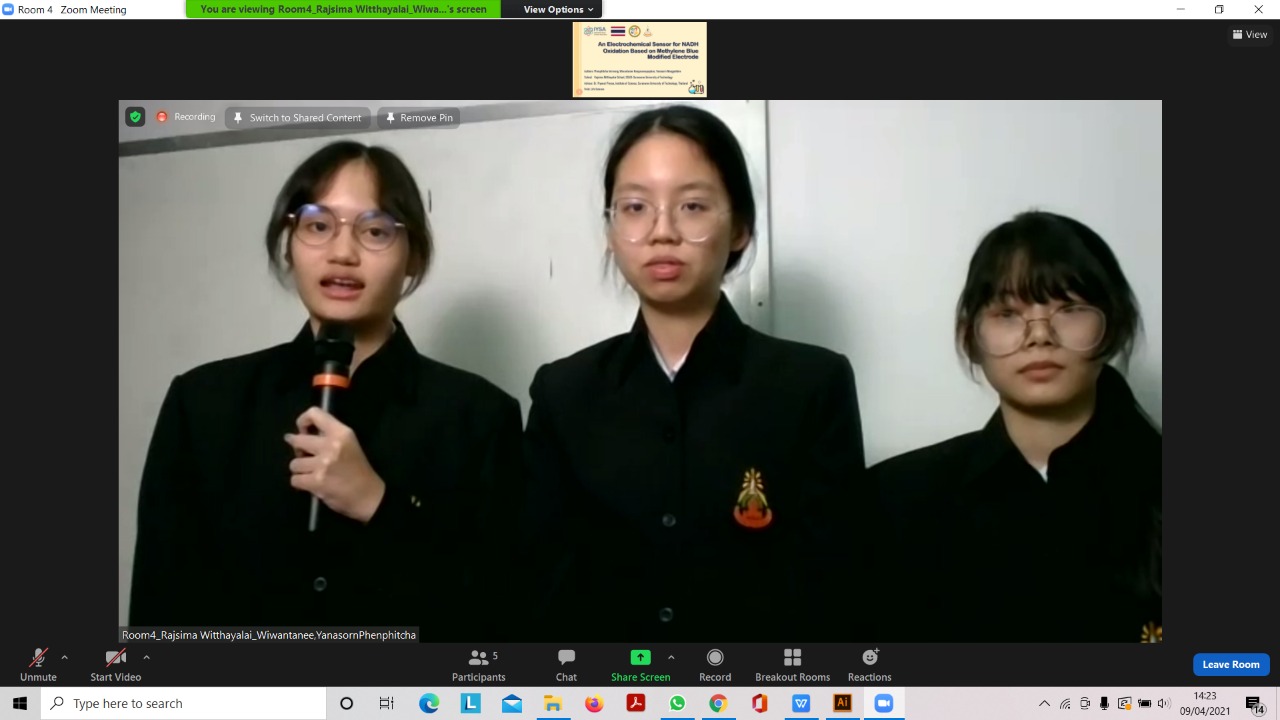 Room 4 Zoom Meeting
You are viewing Room4_Rajsima Witthayalai_Wiwa...'s screen
View Options
View
An Electrochemical Sensor for NADH
Oxidation Based on Methylene Blue
Modified Electrode
Recording
Switch to Shared Content
Remove Pin
Room4_Rajsima Witthayalai_Wiwantanee,YanasornPhenphitcha
Unmute
Start Video
Participants
5
Chat
Share Screen
Record
Breakout Rooms
Reactions
Leave Room
Type here to search
14:23
09/04/2021